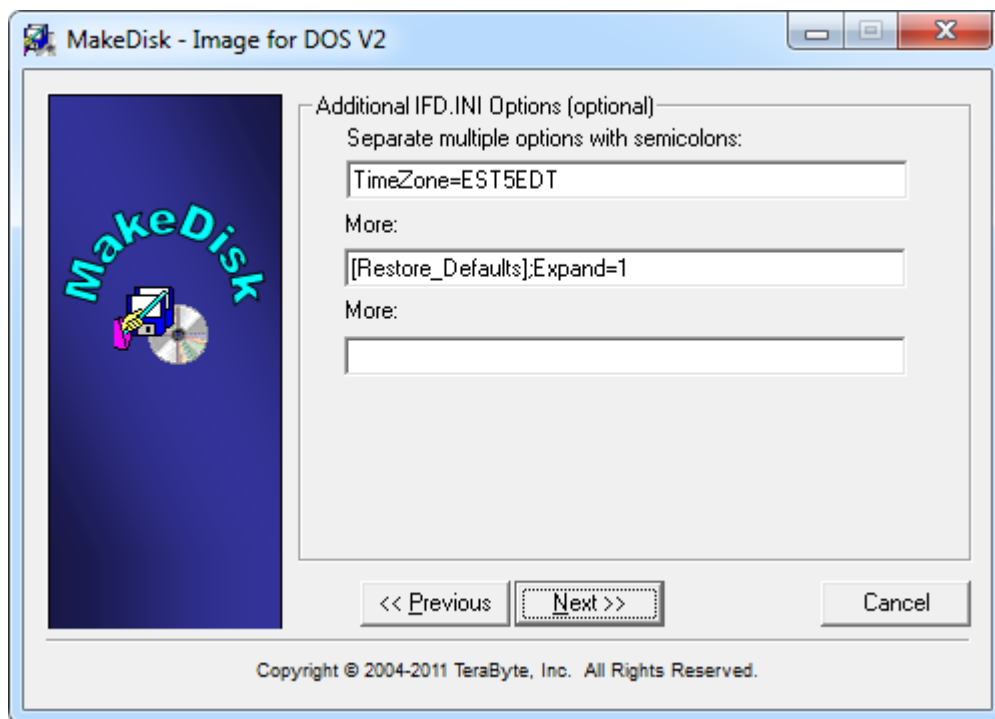 MakeDisk - Image for DOS V2
MakeDisk
Additional IFD.INI Options (optional)
Separate multiple options with semicolons:
TimeZone=EST5EDT
More:
[Restore_Defaults];Expand=1
More:
<< Previous
Next >>
Cancel
Copyright © 2004-2011 TeraByte, Inc. All Rights Reserved.